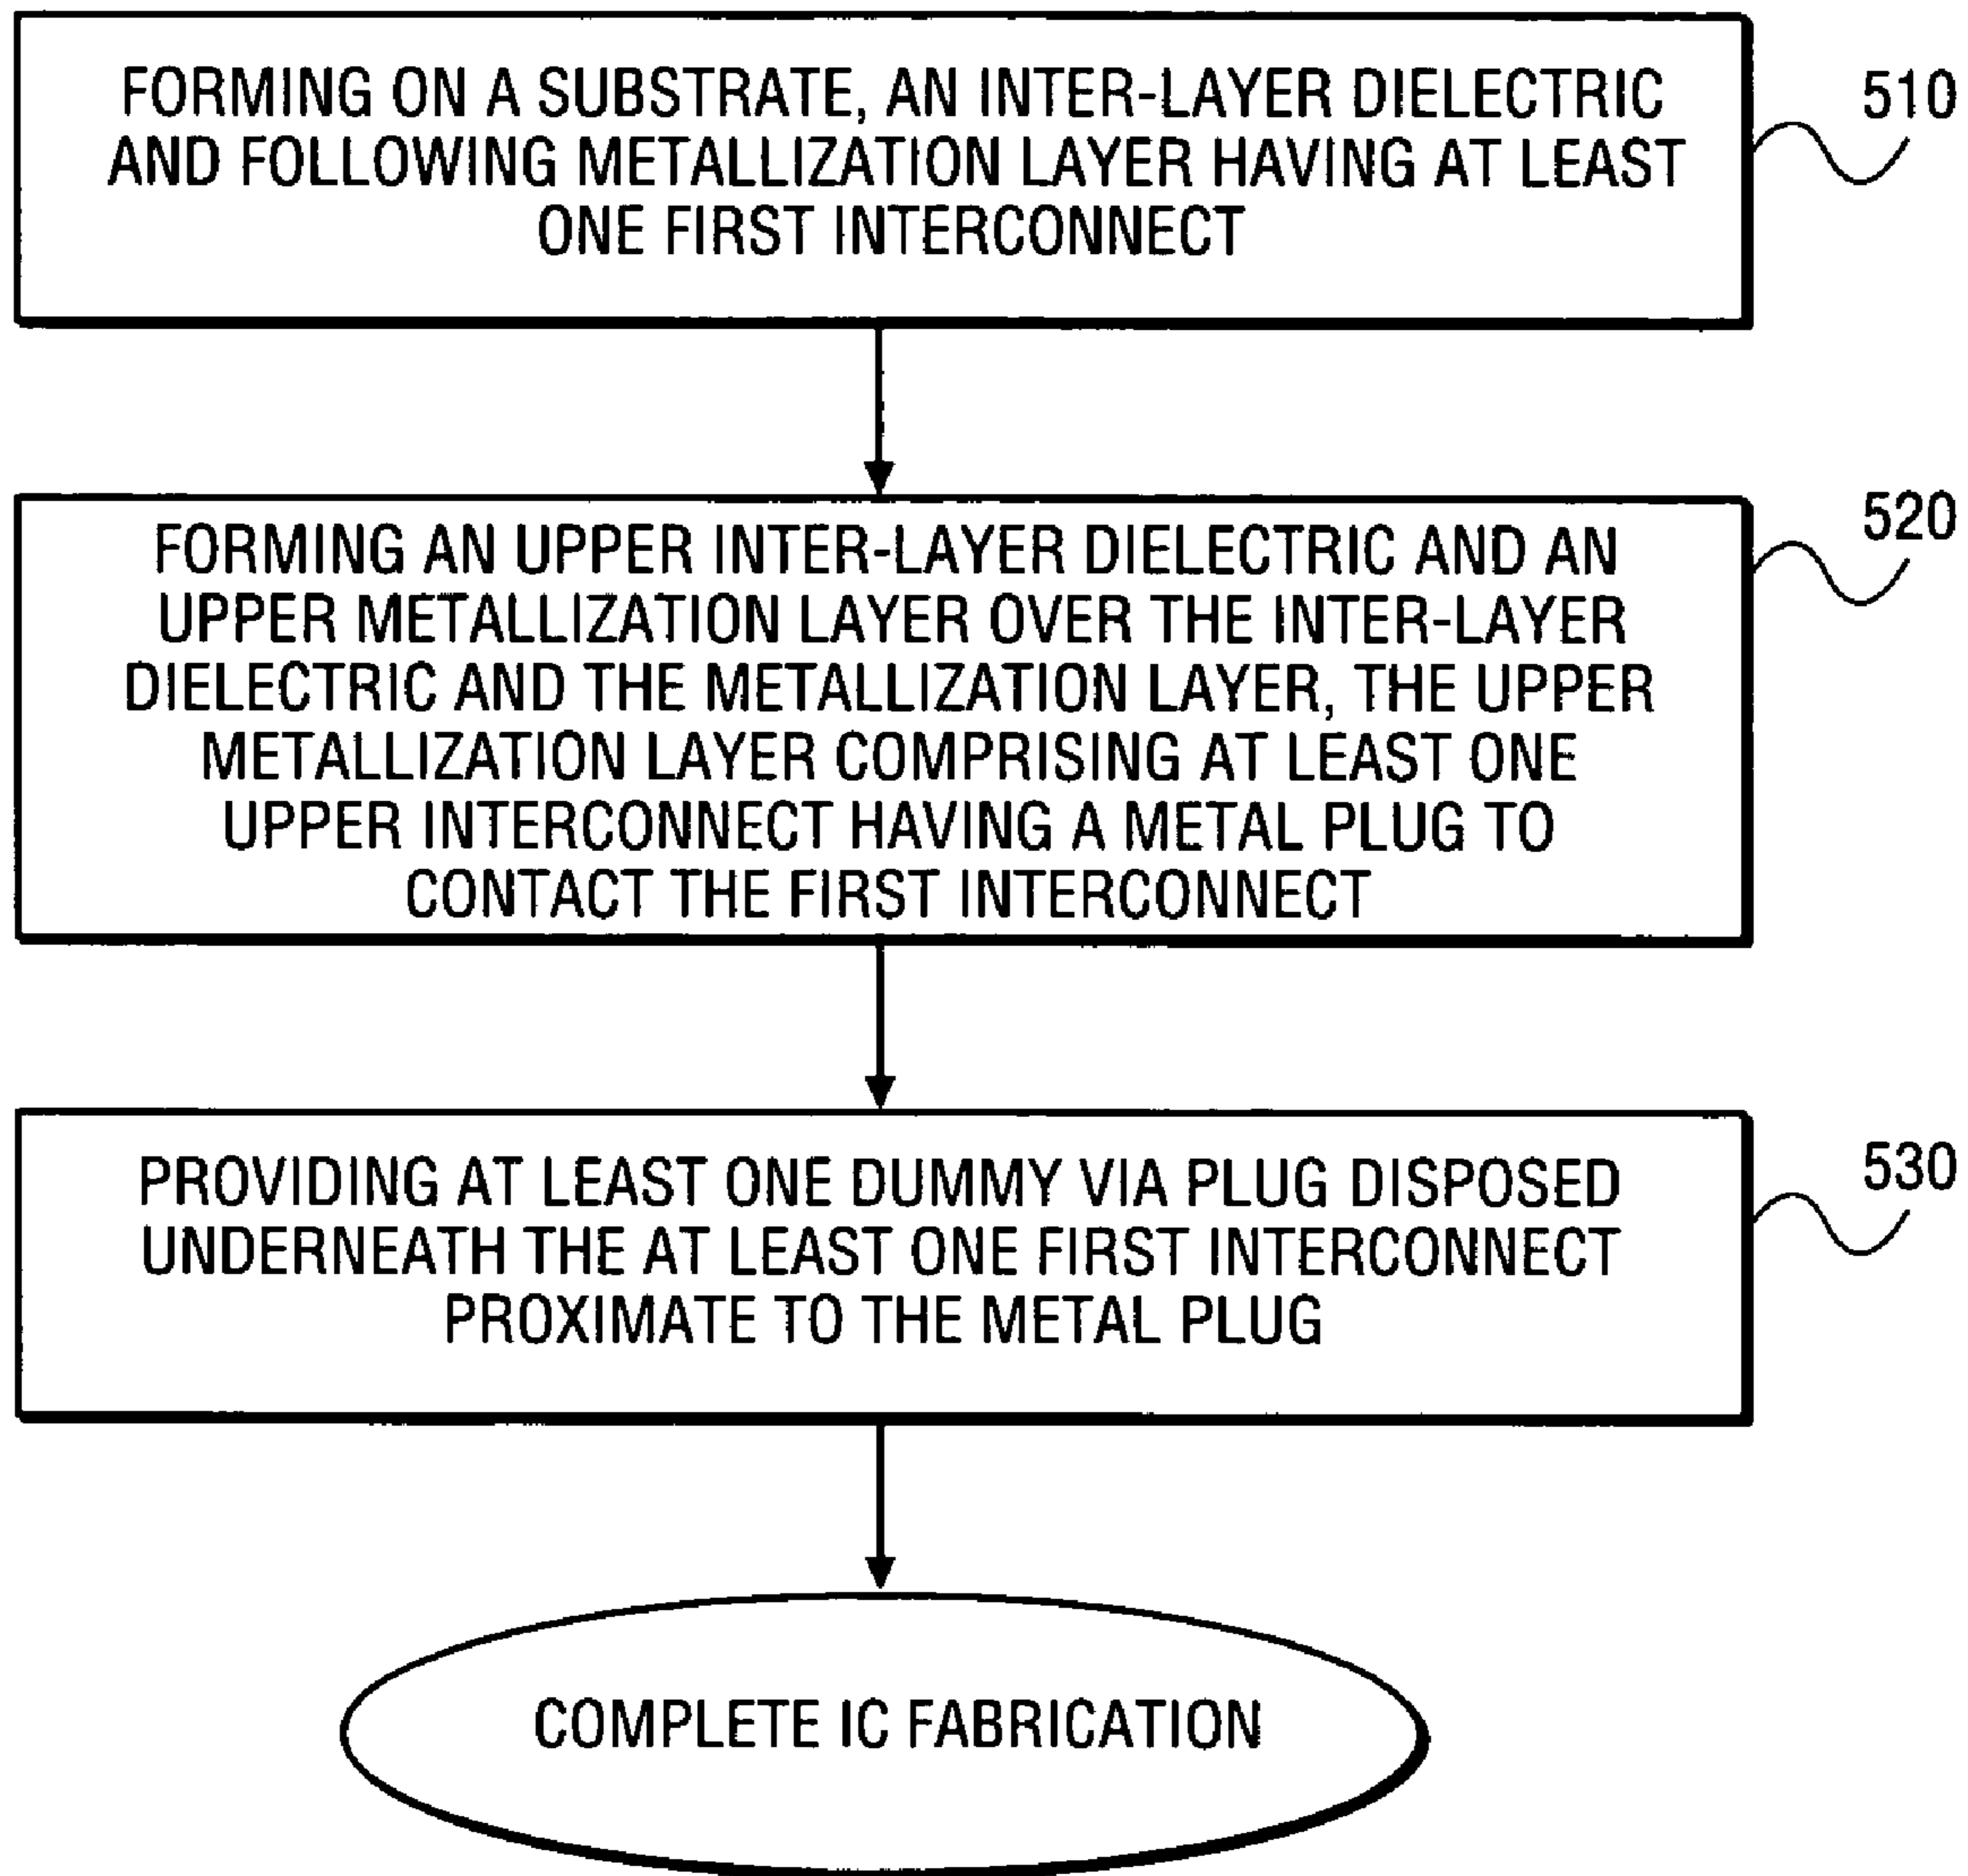 FORMING ON A SUBSTRATE, AN INTER-LAYER DIELECTRIC
AND FOLLOWING METALLIZATION LAYER HAVING AT LEAST
ONE FIRST INTERCONNECT
510
FORMING AN UPPER INTER-LAYER DIELECTRIC AND AN
UPPER METALLIZATION LAYER OVER THE INTER-LAYER
DIELECTRIC AND THE METALLIZATION LAYER, THE UPPER
METALLIZATION LAYER COMPRISING AT LEAST ONE
UPPER INTERCONNECT HAVING A METAL PLUG TO
CONTACT THE FIRST INTERCONNECT
520
PROVIDING AT LEAST ONE DUMMY VIA PLUG DISPOSED
UNDERNEATH THE AT LEAST ONE FIRST INTERCONNECT
PROXIMATE TO THE METAL PLUG
530
COMPLETE IC FABRICATION